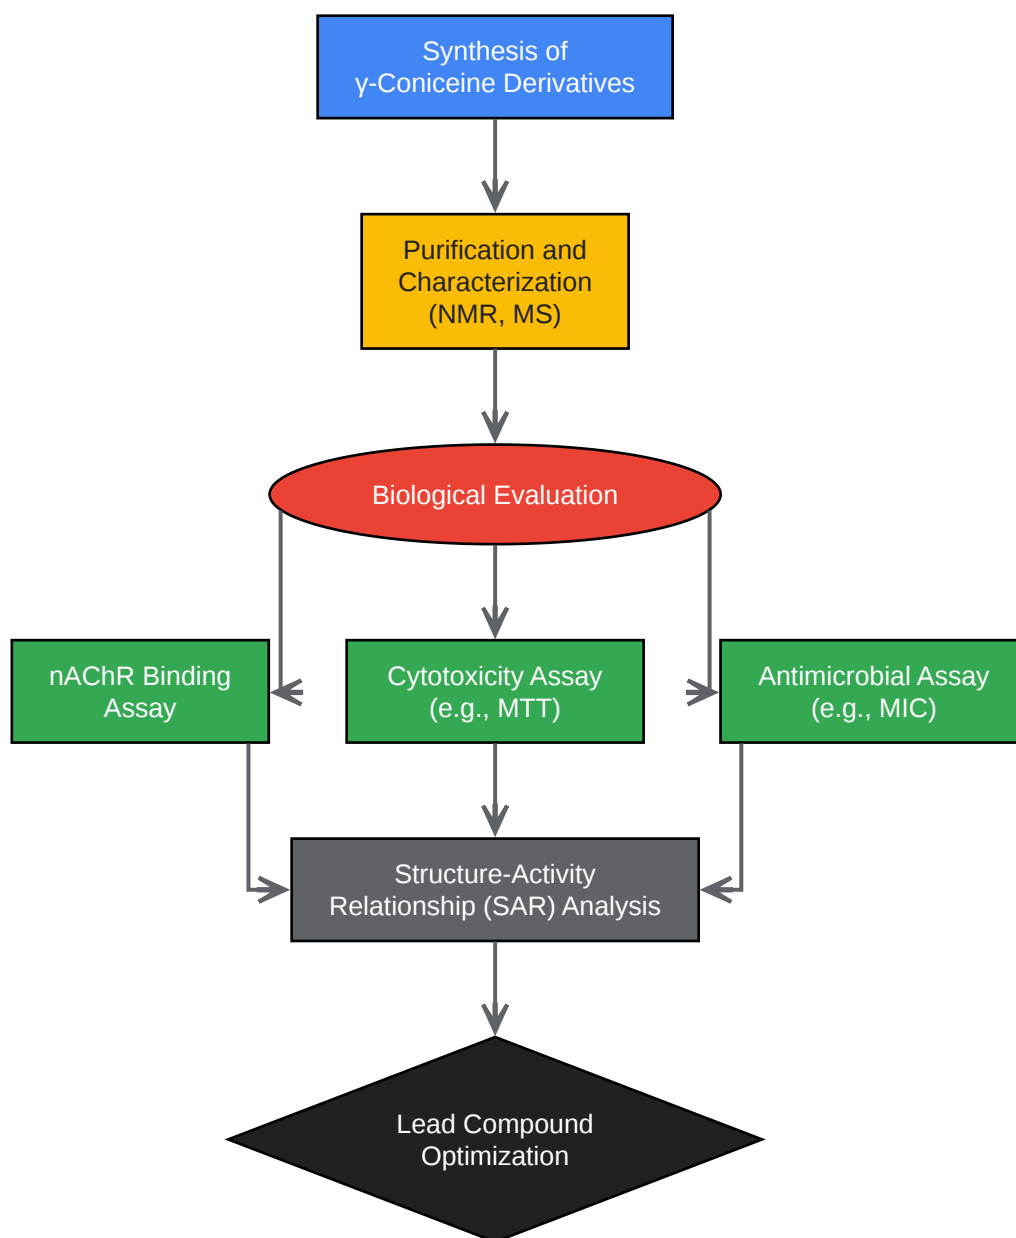 Synthesis of
γ-Coniceine Derivatives
Purification and
Characterization
(NMR, MS)
Biological Evaluation
nAChR Binding
Assay
Cytotoxicity Assay
(e.g., MTT)
Antimicrobial Assay
(e.g., MIC)
Structure-Activity
Relationship (SAR) Analysis
Lead Compound
Optimization